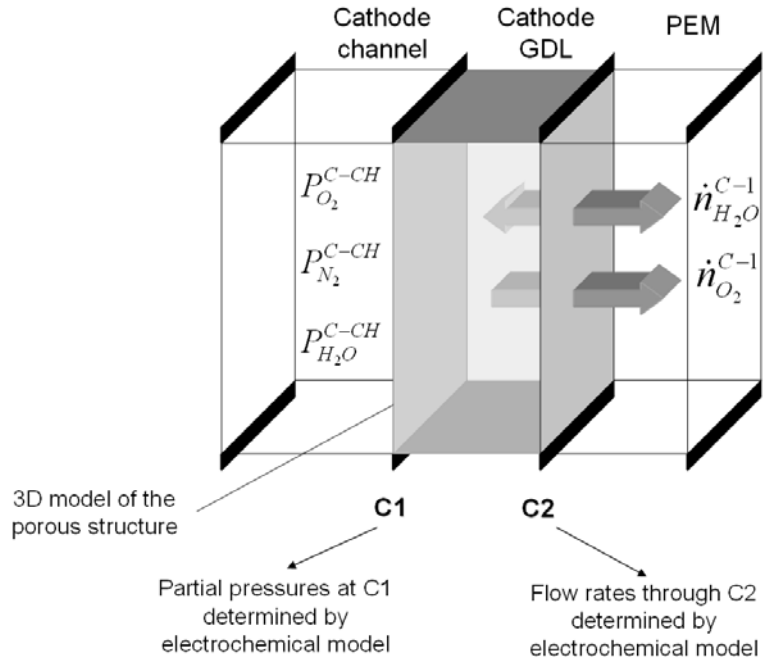 Cathode channel
Cathode GDL
PEM
P_{O_2}^{C-CH}
P_{N_2}^{C-CH}
P_{H_2O}^{C-CH}
\dot{n}_{H_2O}^{C-1}
\dot{n}_{O_2}^{C-1}
3D model of the
porous structure
C1
C2
Partial pressures at C1
determined by
electrochemical model
Flow rates through C2
determined by
electrochemical model